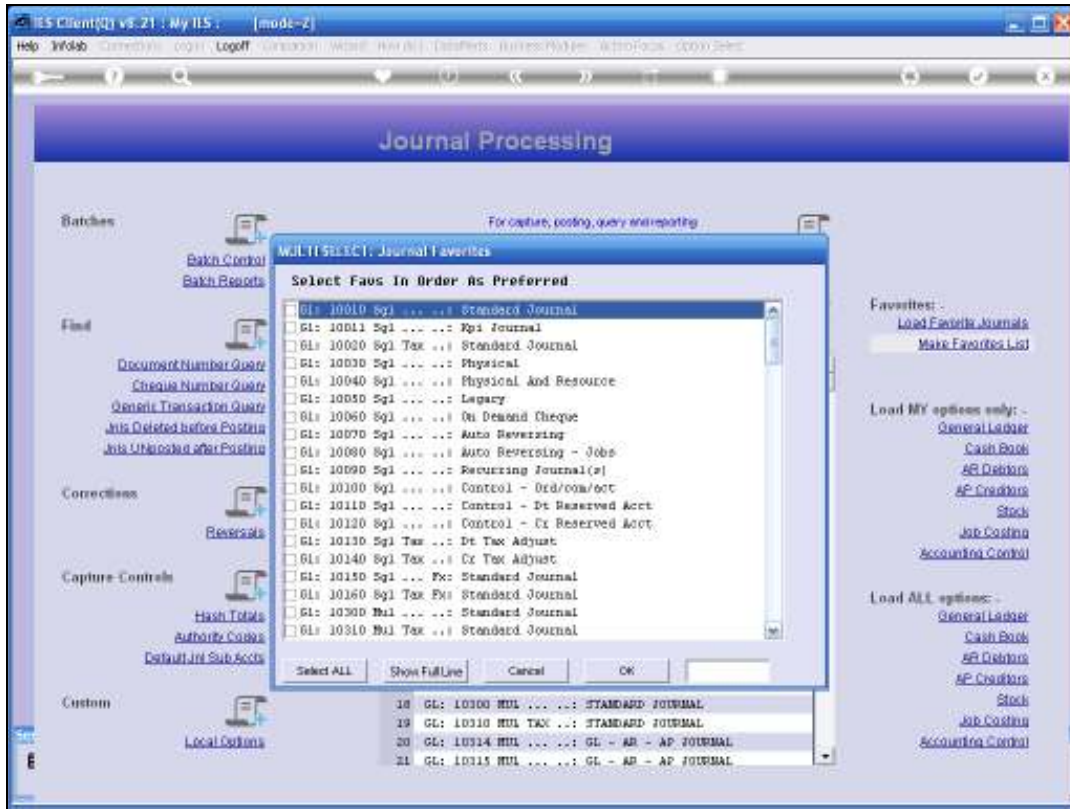 IES Client(Q) v8.21 : My IES : [mode=2]
Help Infolab Logoff
Journal Processing
Batches
For capture, posting, query and reporting
Batch Control
Batch Reports
MULTI SELECT: Journal Favorites
Select Favs In Order As Preferred
Gl: 10010 Sgl ... ..: Standard Journal
Gl: 10011 Sgl ... ..: Kpi Journal
Gl: 10020 Sgl Tax ..: Standard Journal
Gl: 10030 Sgl ... ..: Physical
Gl: 10040 Sgl ... ..: Physical And Resource
Gl: 10050 Sgl ... ..: Legacy
Gl: 10060 Sgl ... ..: On Demand Cheque
Gl: 10070 Sgl ... ..: Auto Reversing
Gl: 10080 Sgl ... ..: Auto Reversing - Jobs
Gl: 10090 Sgl ... ..: Recurring Journal(s)
Gl: 10100 Sgl ... ..: Control - Ord/com/act
Gl: 10110 Sgl ... ..: Control - Dt Reserved Acct
Gl: 10120 Sgl ... ..: Control - Cr Reserved Acct
Gl: 10130 Sgl Tax ..: Dt Tax Adjust
Gl: 10140 Sgl Tax ..: Cr Tax Adjust
Gl: 10150 Sgl ... Fx: Standard Journal
Gl: 10160 Sgl Tax Fx: Standard Journal
Gl: 10300 Mul ... ..: Standard Journal
Gl: 10310 Mul Tax ..: Standard Journal
Select ALL Show Full Line Cancel OK
Find
Document Number Query
Cheque Number Query
Generic Transaction Query
Jnls Deleted before Posting
Jnls UNposted after Posting
Corrections
Reversals
Capture Controls
Hash Totals
Authority Codes
Default Jnl Sub Accts
Custom
Local Options
18 GL: 10300 MUL ... ..: STANDARD JOURNAL
19 GL: 10310 MUL TAX ..: STANDARD JOURNAL
20 GL: 10314 MUL ... ..: GL - AR - AP JOURNAL
21 GL: 10315 MUL ... ..: GL - AR - AP JOURNAL
Favorites: -
Load Favorite Journals
Make Favorites List
Load MY options only: -
General Ledger
Cash Book
AR Debtors
AP Creditors
Stock
Job Costing
Accounting Control
Load ALL options: -
General Ledger
Cash Book
AR Debtors
AP Creditors
Stock
Job Costing
Accounting Control